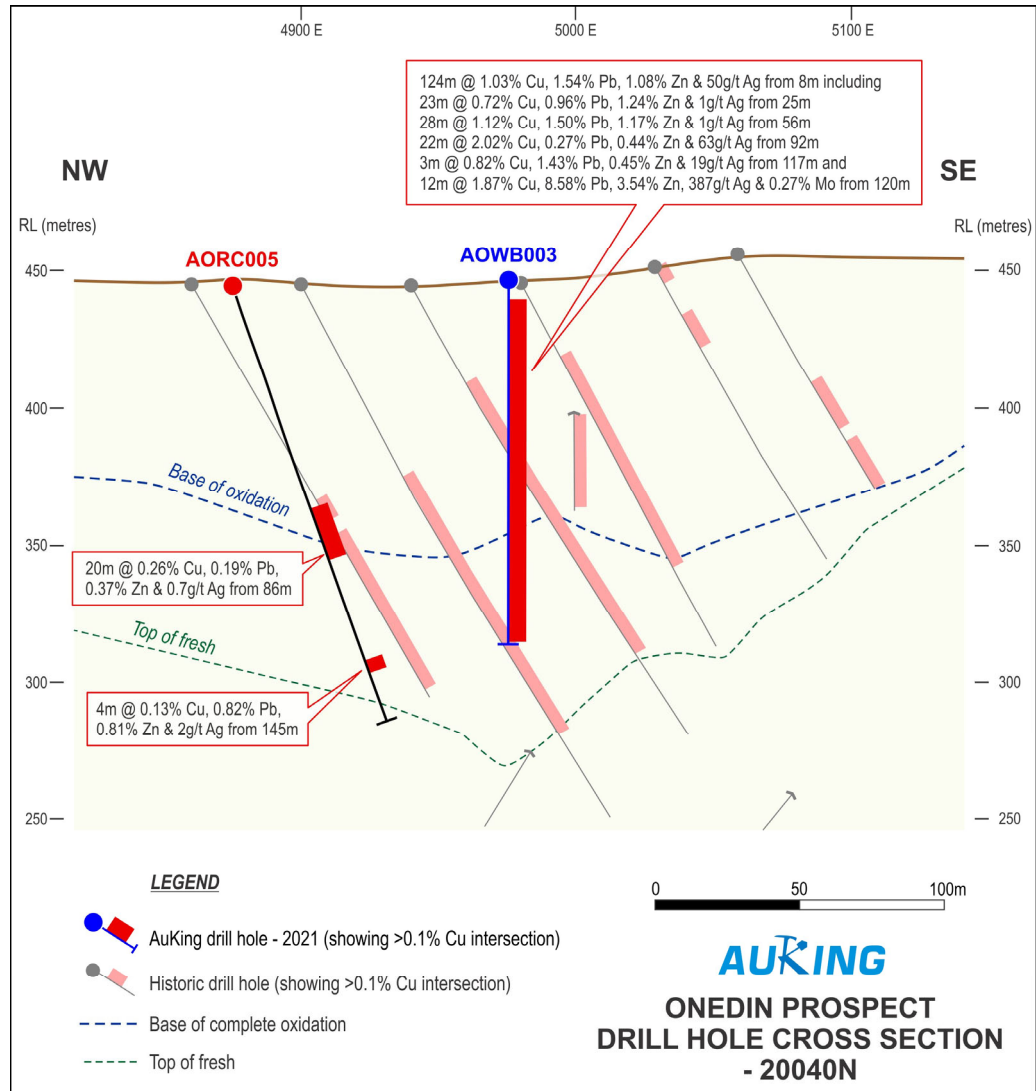 4900 E
5000 E
5100 E
124m @ 1.03% Cu, 1.54% Pb, 1.08% Zn & 50g/t Ag from 8m including
23m @ 0.72% Cu, 0.96% Pb, 1.24% Zn & 1g/t Ag from 25m
28m @ 1.12% Cu, 1.50% Pb, 1.17% Zn & 1g/t Ag from 56m
22m @ 2.02% Cu, 0.27% Pb, 0.44% Zn & 63g/t Ag from 92m
3m @ 0.82% Cu, 1.43% Pb, 0.45% Zn & 19g/t Ag from 117m and
12m @ 1.87% Cu, 8.58% Pb, 3.54% Zn, 387g/t Ag & 0.27% Mo from 120m
NW
SE
RL (metres)
RL (metres)
AORC005
AOWB003
450
450
400
400
Base of oxidation
350
350
20m @ 0.26% Cu, 0.19% Pb,
0.37% Zn & 0.7g/t Ag from 86m
Top of fresh
300
300
4m @ 0.13% Cu, 0.82% Pb,
0.81% Zn & 2g/t Ag from 145m
250
250
LEGEND
AuKing drill hole - 2021 (showing >0.1% Cu intersection)
Historic drill hole (showing >0.1% Cu intersection)
Base of complete oxidation
Top of fresh
0
50
100m
AUKING
ONEDIN PROSPECT
DRILL HOLE CROSS SECTION
- 20040N